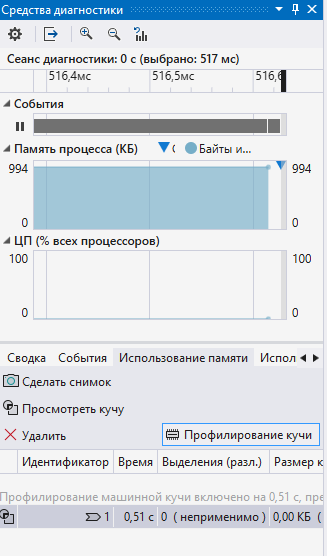 Средства диагностики
Сеанс диагностики: 0 с (выбрано: 517 мс)
516,4мс 516,5мс 516,6
События
Память процесса (КБ) Байты и...
994 994
0 0
ЦП (% всех процессоров)
100 100
0 0
Сводка События Использование памяти Испол
Сделать снимок
Просмотреть кучу
Удалить Профилирование кучи
Идентификатор Время Выделения (разл.) Размер к
Профилирование машинной кучи включено на 0,51 с, пре
1 0,51 с 0 ( неприменимо ) 0,00 КБ (